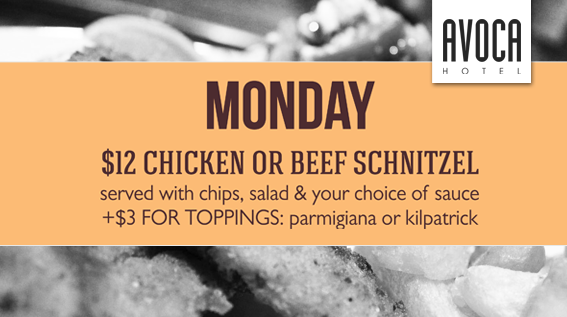 AVOCA
HOTEL
MONDAY
$12 CHICKEN OR BEEF SCHNITZEL
served with chips, salad & your choice of sauce
+$3 FOR TOPPINGS: parmigiana or kilpatrick